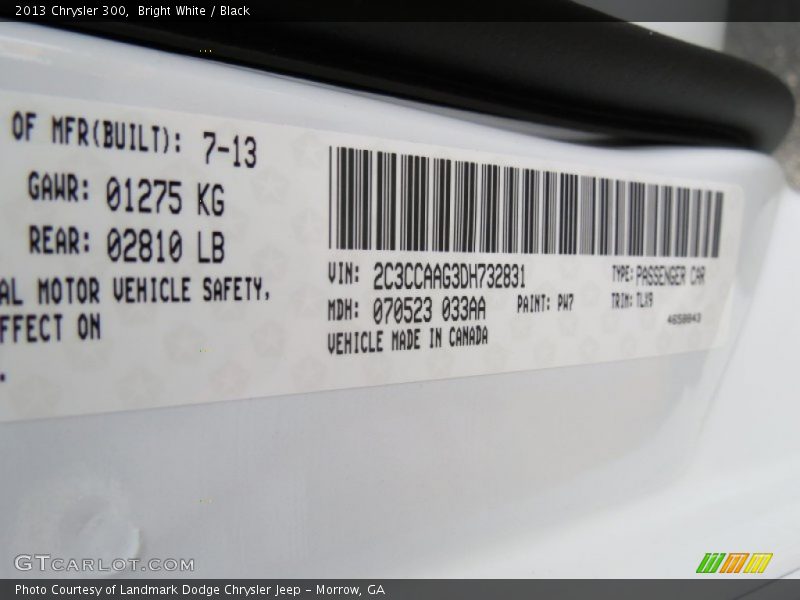 2013 Chrysler 300, Bright White / Black
OF MFR(BUILT): 7-13
GAWR: 01275 KG
REAR: 02810 LB
AL MOTOR VEHICLE SAFETY,
FFECT ON
.
VIN: 2C3CCAAG3DH732831 TYPE: PASSENGER CAR
MDH: 070523 033AA PAINT: PW7 TRIM: TLX9
4658843
VEHICLE MADE IN CANADA
GTCARLOT.COM
Photo Courtesy of Landmark Dodge Chrysler Jeep - Morrow, GA